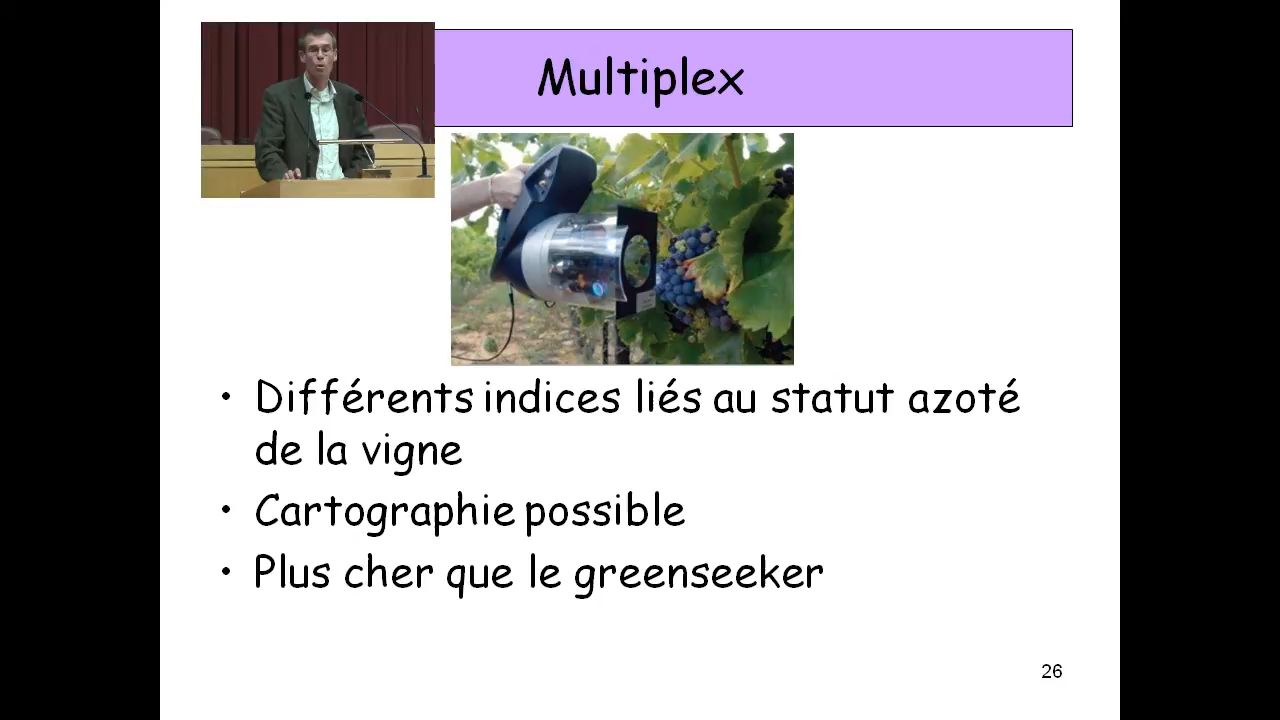 Multiplex
• Différents indices liés au statut azoté
de la vigne
• Cartographie possible
• Plus cher que le greenseeker
26